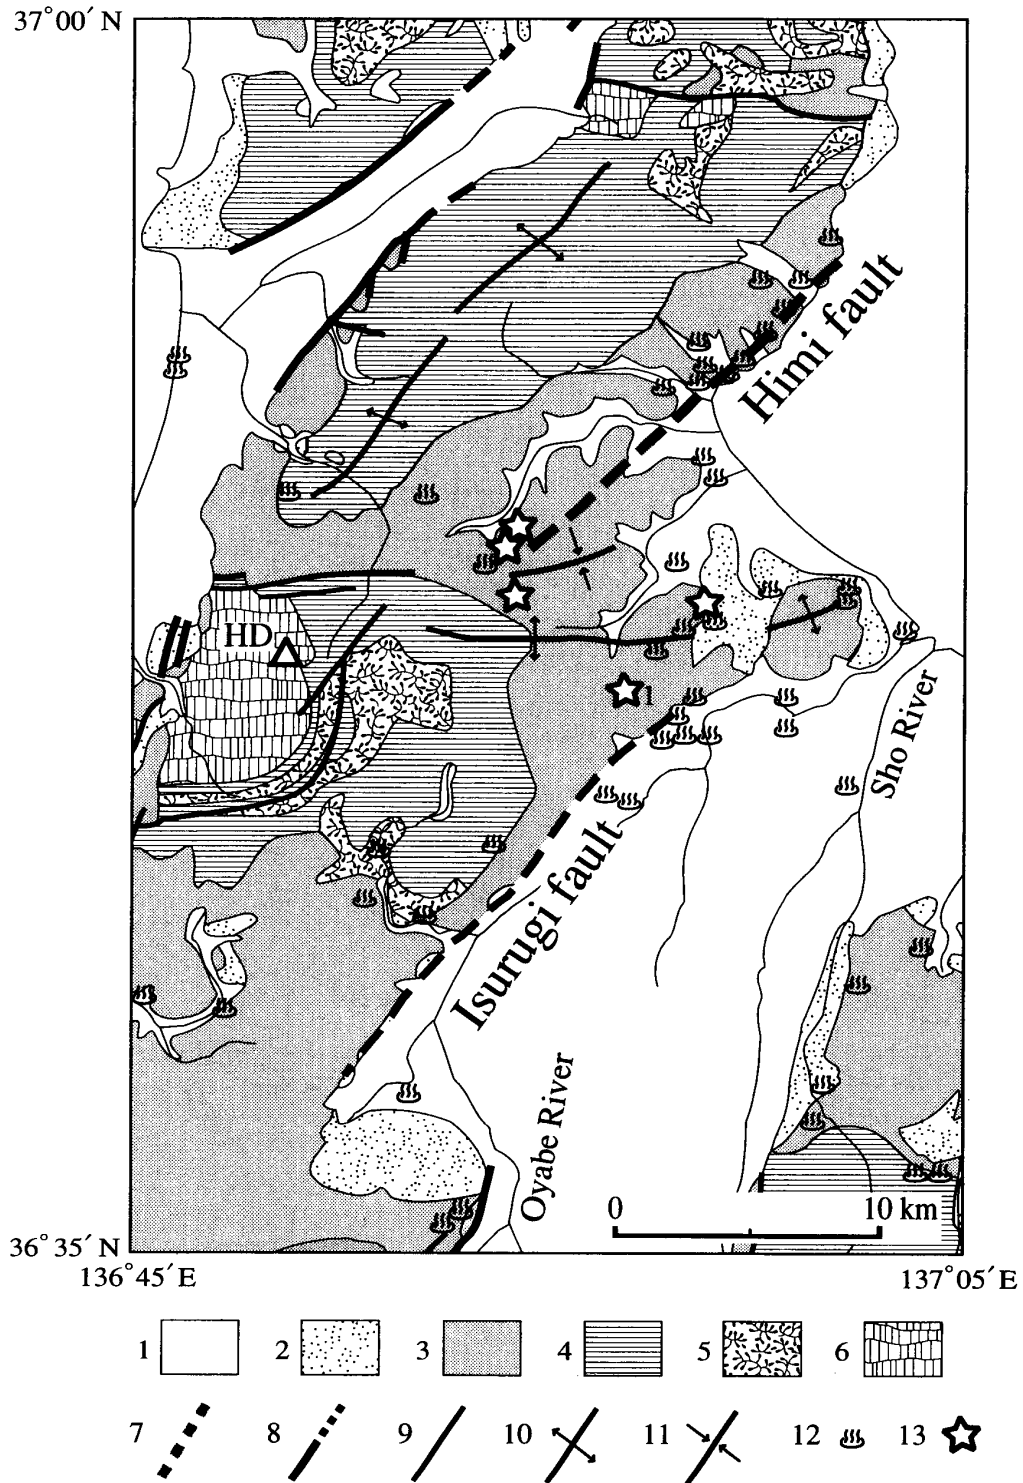 37°00′ N
Himi fault
HD
1
Sho River
Isurugi fault
Oyabe River
0 10 km
36°35′ N
136°45′ E 137°05′ E
1 2 3 4 5 6
7 8 9 10 11 12 13